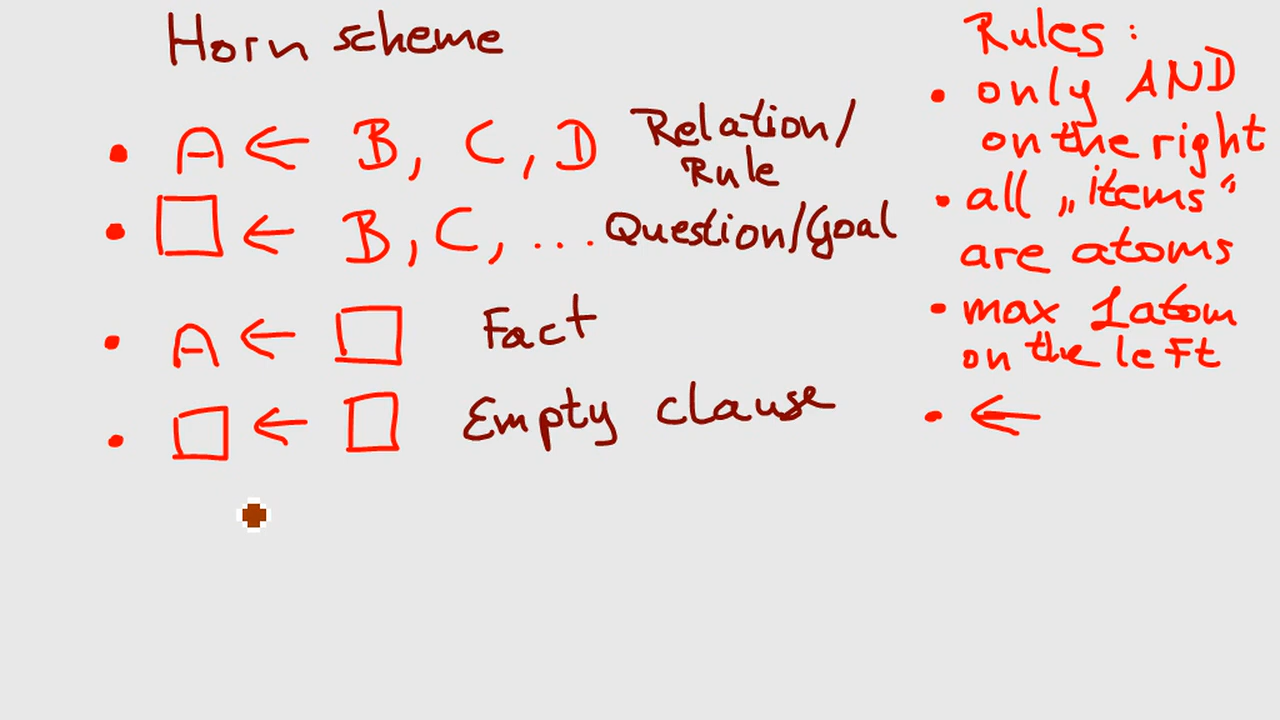 Horn scheme
• A ← B, C, D Relation/
Rule
• □ ← B, C, ... Question/Goal
• A ← □ Fact
• □ ← □ Empty clause
Rules:
• only AND
on the right
• all „items“
are atoms
• max 1 atom
on the left
• ←